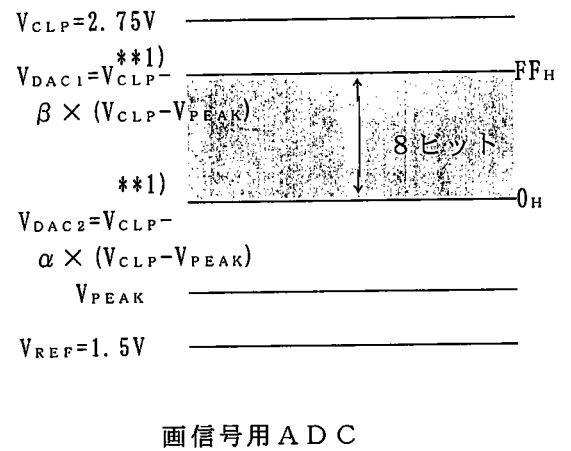 VCLP=2.75V
**1)
VDAC1=VCLP−
β×(VCLP−VPEAK)
FFH
8ビット
**1)
0H
VDAC2=VCLP−
α×(VCLP−VPEAK)
VPEAK
VREF=1.5V
画信号用ADC